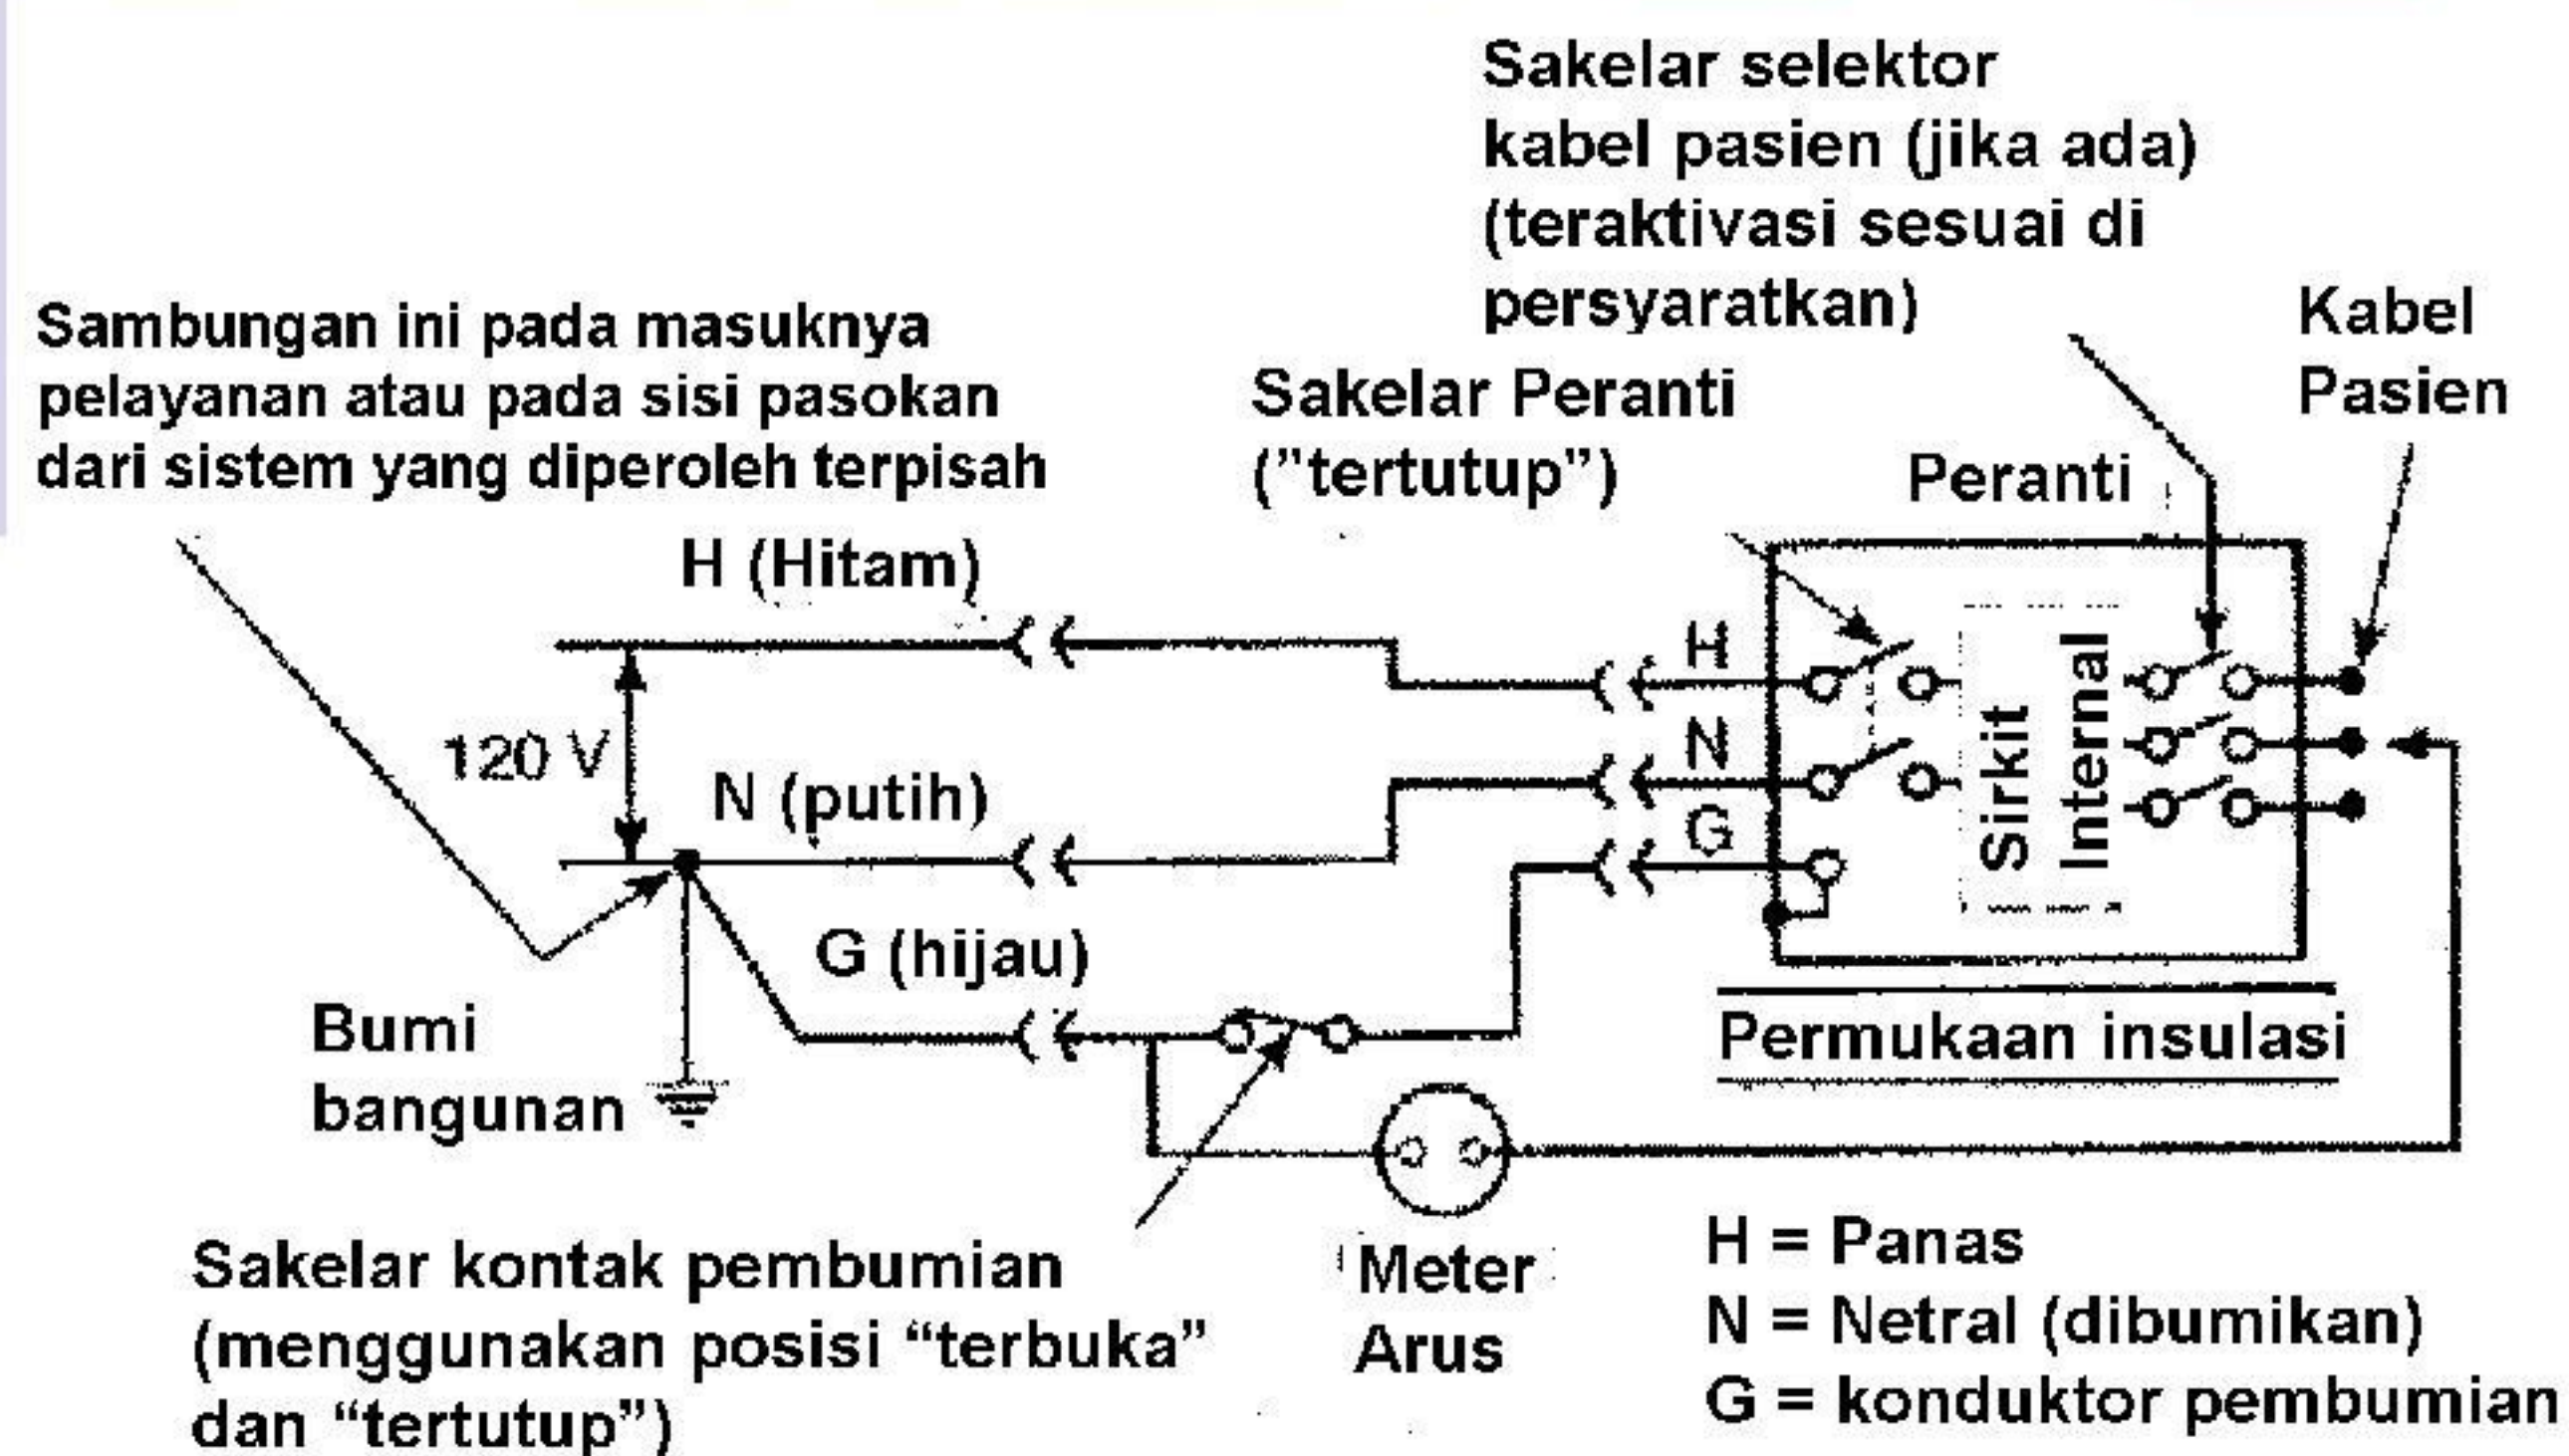 Sakelar selektor
kabel pasien (jika ada)
(teraktivasi sesuai di
persyaratkan)
Kabel
Pasien
Sambungan ini pada masuknya
pelayanan atau pada sisi pasokan
dari sistem yang diperoleh terpisah
Sakelar Peranti
("tertutup")
Peranti
H (Hitam)
120 V
N (putih)
G (hijau)
H
N
G
Sirkit
Internal
Bumi
bangunan
Permukaan insulasi
Sakelar kontak pembumian
(menggunakan posisi “terbuka”
dan “tertutup”)
Meter
Arus
H = Panas
N = Netral (dibumikan)
G = konduktor pembumian